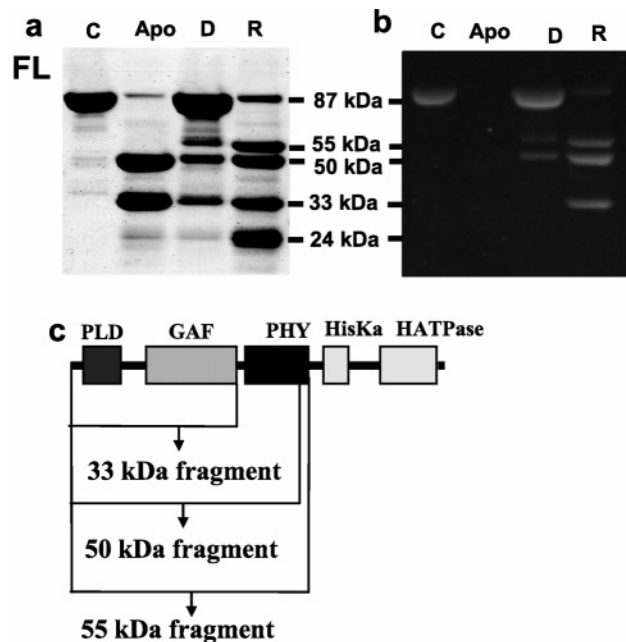 a C Apo D R
b C Apo D R
FL
87 kDa
55 kDa
50 kDa
33 kDa
24 kDa
c PLD GAF PHY HisKa HATPase
33 kDa fragment
50 kDa fragment
55 kDa fragment